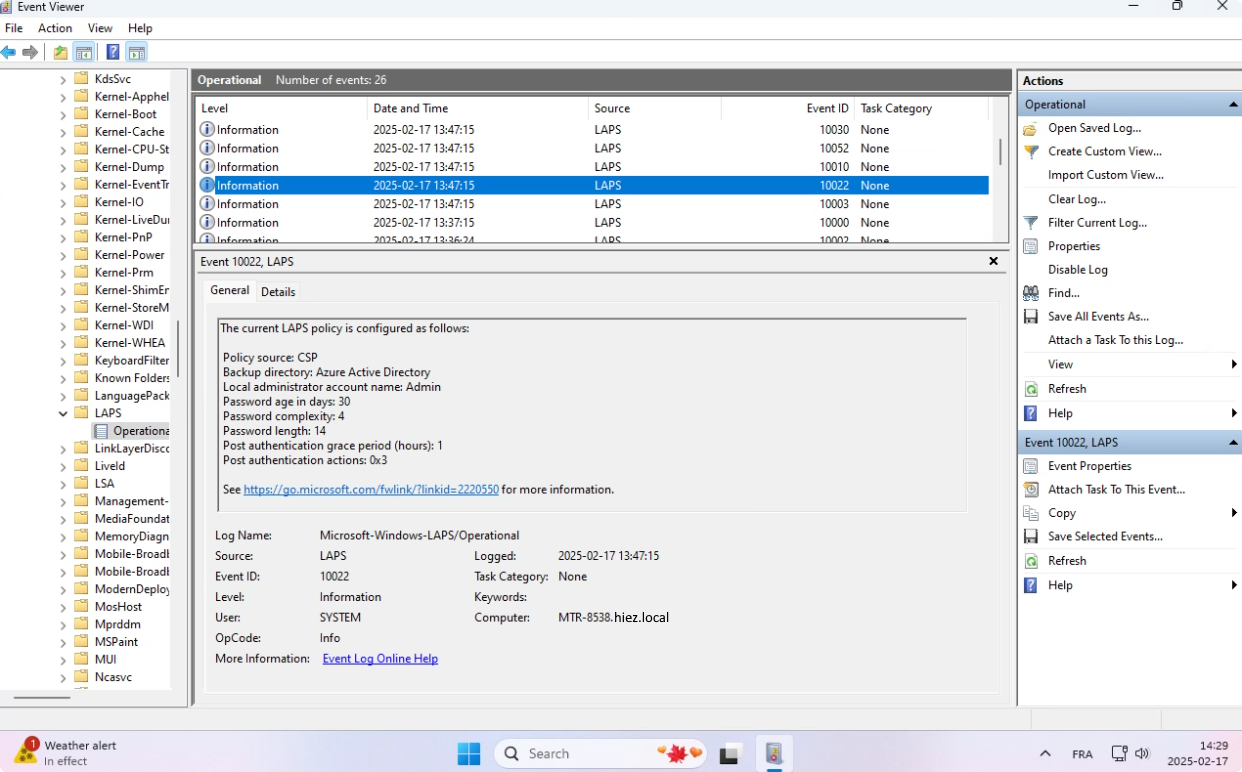 Event Viewer
File Action View Help
KdsSvc
Kernel-Apphel
Kernel-Boot
Kernel-Cache
Kernel-CPU-St
Kernel-Dump
Kernel-EventTr
Kernel-IO
Kernel-LiveDu
Kernel-PnP
Kernel-Power
Kernel-Prm
Kernel-ShimEr
Kernel-StoreM
Kernel-WDI
Kernel-WHEA
KeyboardFilter
Known Folders
LanguagePack
LAPS
Operationa
LinkLayerDisco
LiveId
LSA
Management-
MediaFoundat
MemoryDiagn
Mobile-Broadb
Mobile-Broadb
ModernDeploy
MosHost
Mprddm
MSPaint
MUI
Ncasvc
Operational Number of events: 26
Level Date and Time Source Event ID Task Category
Information 2025-02-17 13:47:15 LAPS 10030 None
Information 2025-02-17 13:47:15 LAPS 10052 None
Information 2025-02-17 13:47:15 LAPS 10010 None
Information 2025-02-17 13:47:15 LAPS 10022 None
Information 2025-02-17 13:47:15 LAPS 10003 None
Information 2025-02-17 13:37:15 LAPS 10000 None
Information 2025-02-17 13:36:24 LAPS 10002 None
Event 10022, LAPS
General Details
The current LAPS policy is configured as follows:
Policy source: CSP
Backup directory: Azure Active Directory
Local administrator account name: Admin
Password age in days: 30
Password complexity: 4
Password length: 14
Post authentication grace period (hours): 1
Post authentication actions: 0x3
See https://go.microsoft.com/fwlink/?linkid=2220550 for more information.
Log Name: Microsoft-Windows-LAPS/Operational
Source: LAPS Logged: 2025-02-17 13:47:15
Event ID: 10022 Task Category: None
Level: Information Keywords:
User: SYSTEM Computer: MTR-8538.hiez.local
OpCode: Info
More Information: Event Log Online Help
Actions
Operational
Open Saved Log...
Create Custom View...
Import Custom View...
Clear Log...
Filter Current Log...
Properties
Disable Log
Find...
Save All Events As...
Attach a Task To this Log...
View
Refresh
Help
Event 10022, LAPS
Event Properties
Attach Task To This Event...
Copy
Save Selected Events...
Refresh
Help
1
Weather alert
In effect
Search
FRA
14:29
2025-02-17